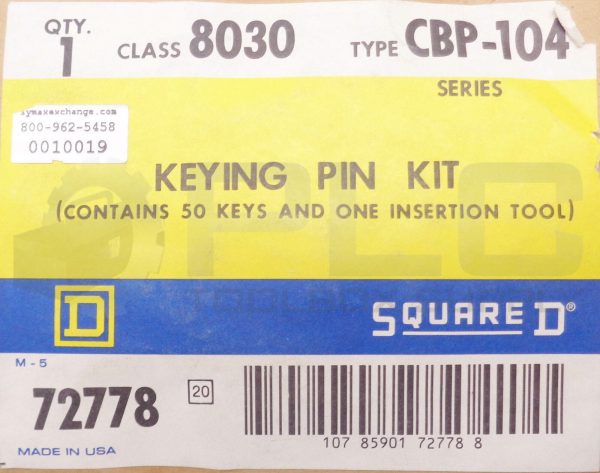 QTY. CLASS 8030 TYPE CBP-104
1
SERIES
symaxexchange.com
800-962-5458
0010019
KEYING PIN KIT
(CONTAINS 50 KEYS AND ONE INSERTION TOOL)
PLC
D SQUARE D®
M-5
72778 20
107 85901 72778 8
MADE IN USA